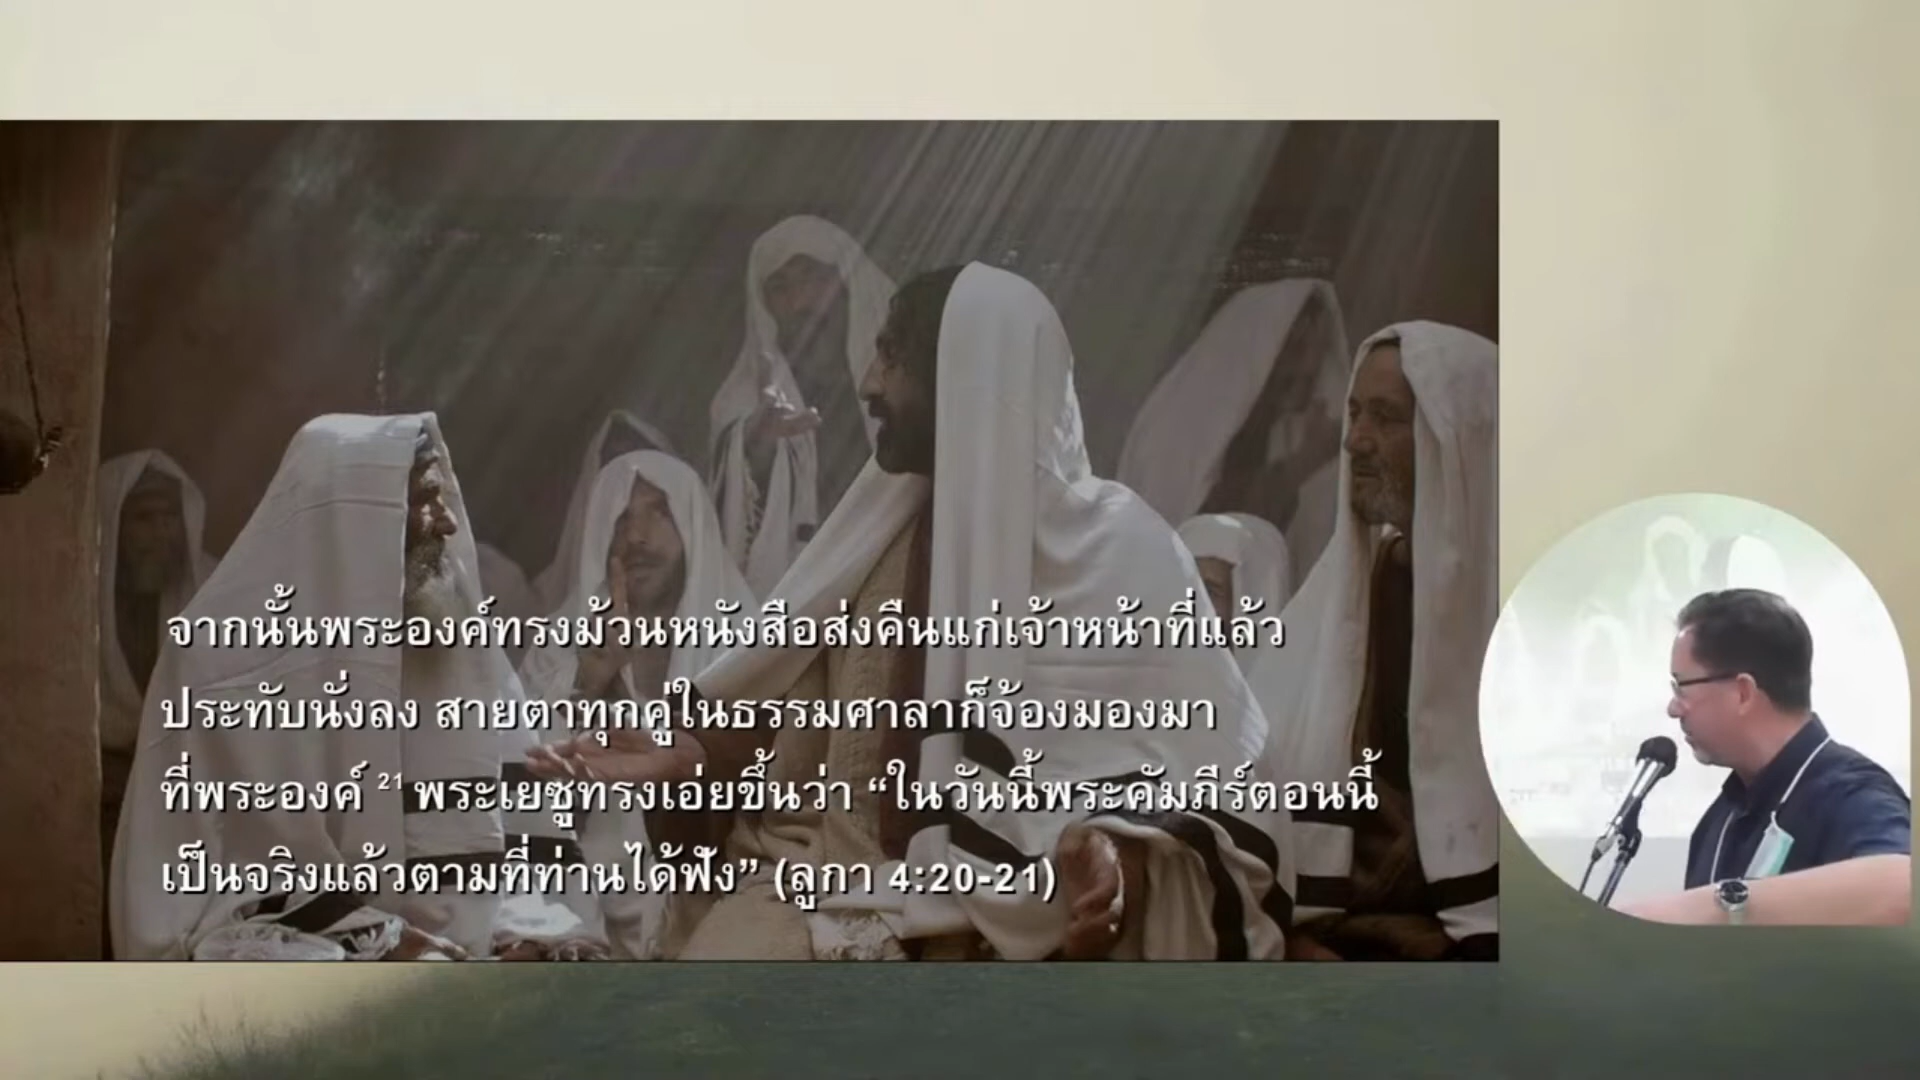 จากนั้นพระองค์ทรงม้วนหนังสือส่งคืนแก่เจ้าหน้าที่แล้ว
ประทับนั่งลง สายตาทุกคู่ในธรรมศาลาก็จ้องมองมา
ที่พระองค์ 21 พระเยซูทรงเอ่ยขึ้นว่า “ในวันนี้พระคัมภีร์ตอนนี้
เป็นจริงแล้วตามที่ท่านได้ฟัง” (ลูกา 4:20-21)